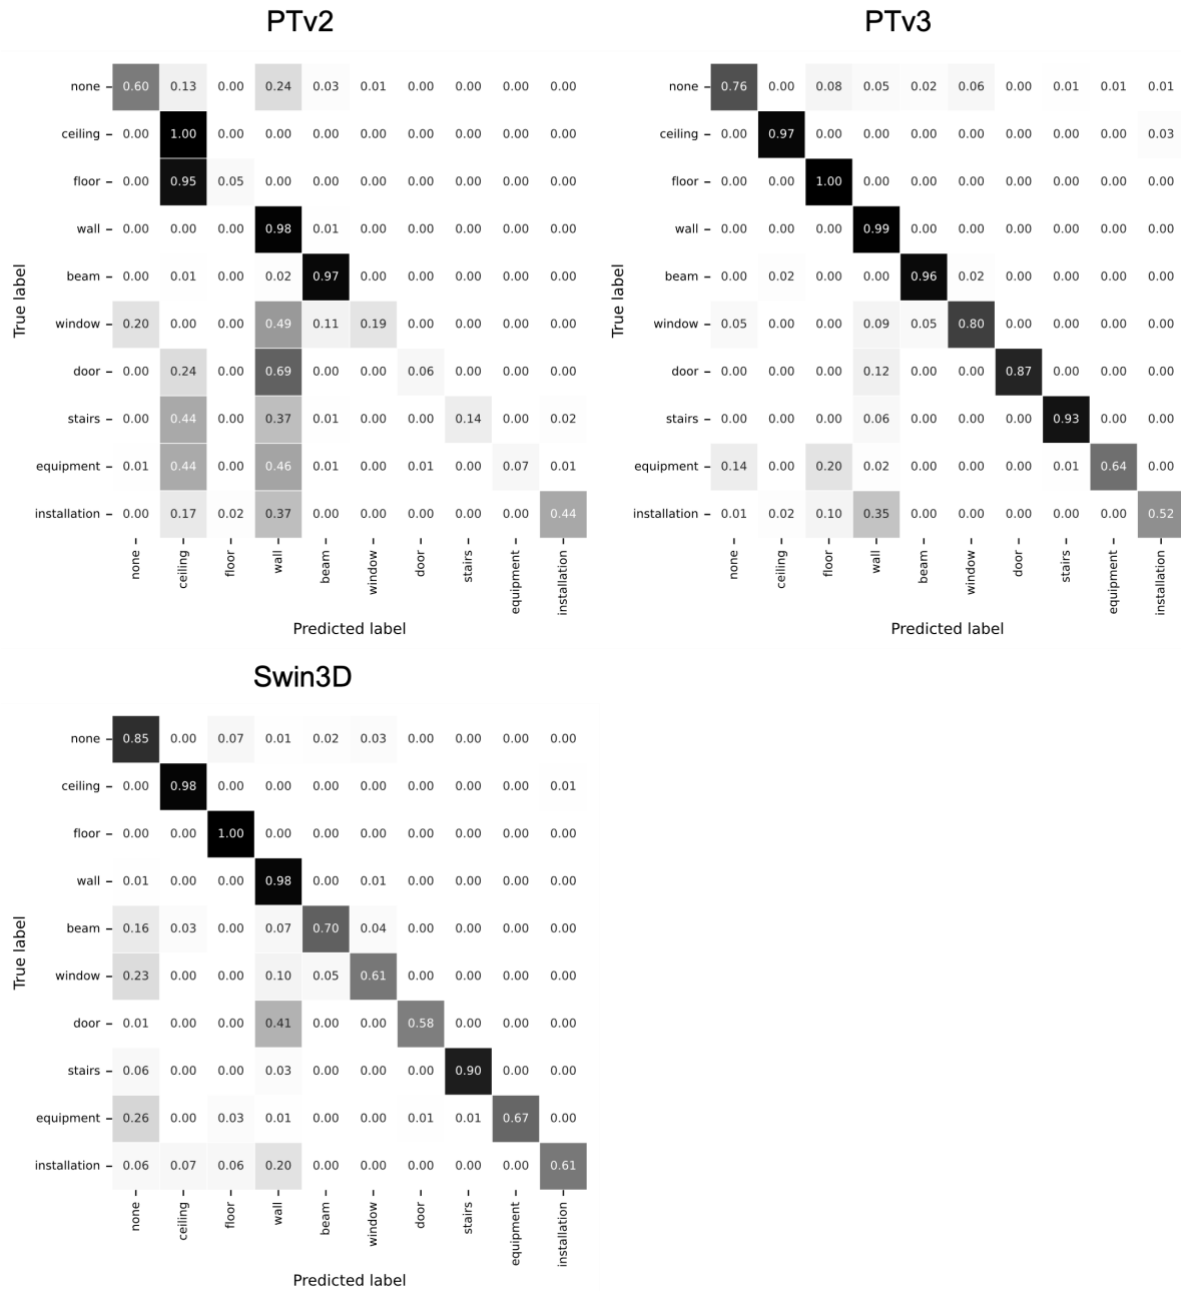 PTv2
none 0.60 0.13 0.00 0.24 0.03 0.01 0.00 0.00 0.00 0.00
ceiling 0.00 1.00 0.00 0.00 0.00 0.00 0.00 0.00 0.00 0.00
floor 0.00 0.95 0.05 0.00 0.00 0.00 0.00 0.00 0.00 0.00
wall 0.00 0.00 0.00 0.98 0.01 0.00 0.00 0.00 0.00 0.00
beam 0.00 0.01 0.00 0.02 0.97 0.00 0.00 0.00 0.00 0.00
window 0.20 0.00 0.00 0.49 0.11 0.19 0.00 0.00 0.00 0.00
door 0.00 0.24 0.00 0.69 0.00 0.00 0.06 0.00 0.00 0.00
stairs 0.00 0.44 0.00 0.37 0.01 0.00 0.00 0.14 0.00 0.02
equipment 0.01 0.44 0.00 0.46 0.01 0.00 0.01 0.00 0.07 0.01
installation 0.00 0.17 0.02 0.37 0.00 0.00 0.00 0.00 0.00 0.44
True label
none ceiling floor wall beam window door stairs equipment installation
Predicted label
PTv3
none 0.76 0.00 0.08 0.05 0.02 0.06 0.00 0.01 0.01 0.01
ceiling 0.00 0.97 0.00 0.00 0.00 0.00 0.00 0.00 0.00 0.03
floor 0.00 0.00 1.00 0.00 0.00 0.00 0.00 0.00 0.00 0.00
wall 0.00 0.00 0.00 0.99 0.00 0.00 0.00 0.00 0.00 0.00
beam 0.00 0.02 0.00 0.00 0.96 0.02 0.00 0.00 0.00 0.00
window 0.05 0.00 0.00 0.09 0.05 0.80 0.00 0.00 0.00 0.00
door 0.00 0.00 0.00 0.12 0.00 0.00 0.87 0.00 0.00 0.00
stairs 0.00 0.00 0.00 0.06 0.00 0.00 0.00 0.93 0.00 0.00
equipment 0.14 0.00 0.20 0.02 0.00 0.00 0.00 0.01 0.64 0.00
installation 0.01 0.02 0.10 0.35 0.00 0.00 0.00 0.00 0.00 0.52
True label
none ceiling floor wall beam window door stairs equipment installation
Predicted label
Swin3D
none 0.85 0.00 0.07 0.01 0.02 0.03 0.00 0.00 0.00 0.00
ceiling 0.00 0.98 0.00 0.00 0.00 0.00 0.00 0.00 0.00 0.01
floor 0.00 0.00 1.00 0.00 0.00 0.00 0.00 0.00 0.00 0.00
wall 0.01 0.00 0.00 0.98 0.00 0.01 0.00 0.00 0.00 0.00
beam 0.16 0.03 0.00 0.07 0.70 0.04 0.00 0.00 0.00 0.00
window 0.23 0.00 0.00 0.10 0.05 0.61 0.00 0.00 0.00 0.00
door 0.01 0.00 0.00 0.41 0.00 0.00 0.58 0.00 0.00 0.00
stairs 0.06 0.00 0.00 0.03 0.00 0.00 0.00 0.90 0.00 0.00
equipment 0.26 0.00 0.03 0.01 0.00 0.00 0.01 0.01 0.67 0.00
installation 0.06 0.07 0.06 0.20 0.00 0.00 0.00 0.00 0.00 0.61
True label
none ceiling floor wall beam window door stairs equipment installation
Predicted label